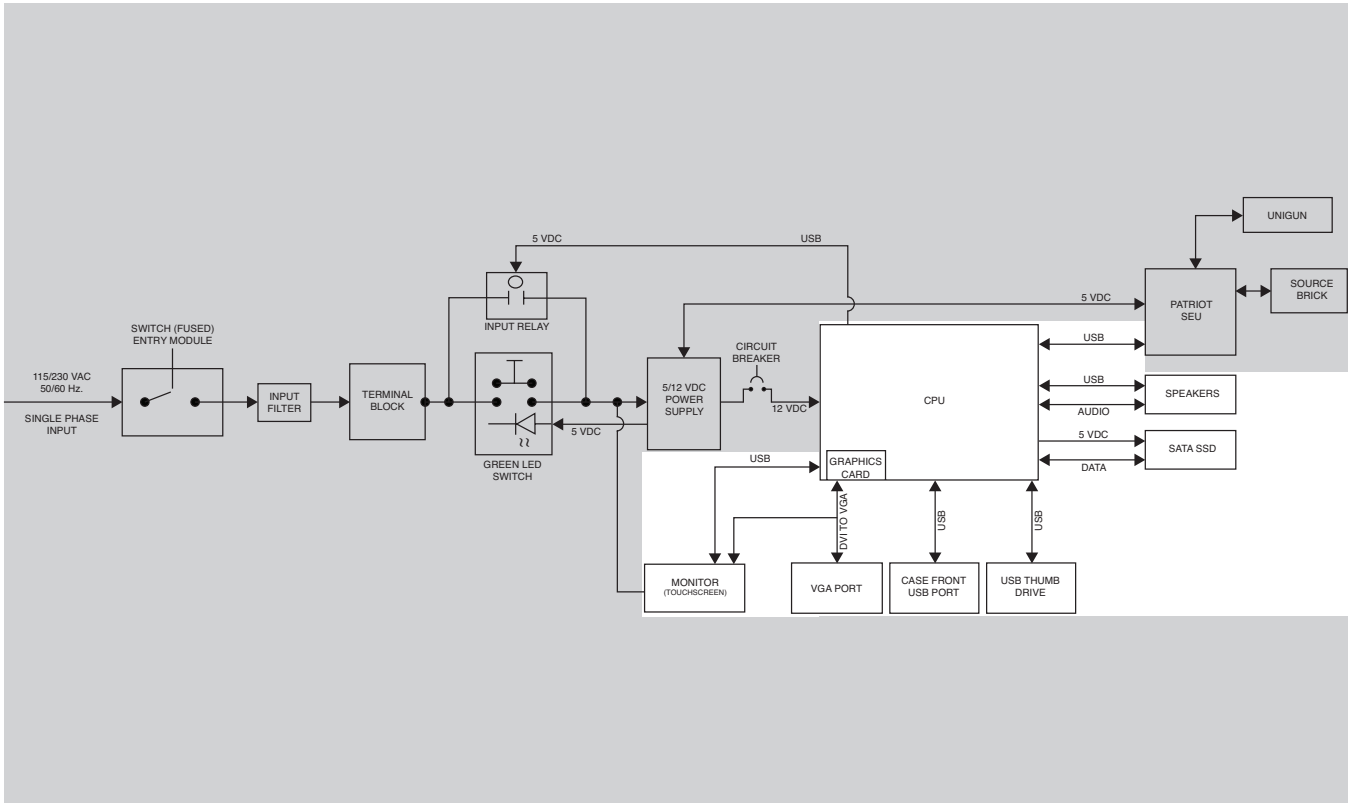 UNIGUN
5 VDC
USB
SOURCE
BRICK
PATRIOT
SEU
5 VDC
INPUT RELAY
SWITCH (FUSED)
ENTRY MODULE
USB
CIRCUIT
BREAKER
115/230 VAC
50/60 Hz.
SINGLE PHASE
INPUT
INPUT
FILTER
TERMINAL
BLOCK
5/12 VDC
POWER
SUPPLY
12 VDC
CPU
USB
AUDIO
SPEAKERS
5 VDC
GREEN LED
SWITCH
5 VDC
DATA
SATA SSD
USB
GRAPHICS
CARD
DVI TO VGA
USB
USB
MONITOR
(TOUCHSCREEN)
VGA PORT
CASE FRONT
USB PORT
USB THUMB
DRIVE